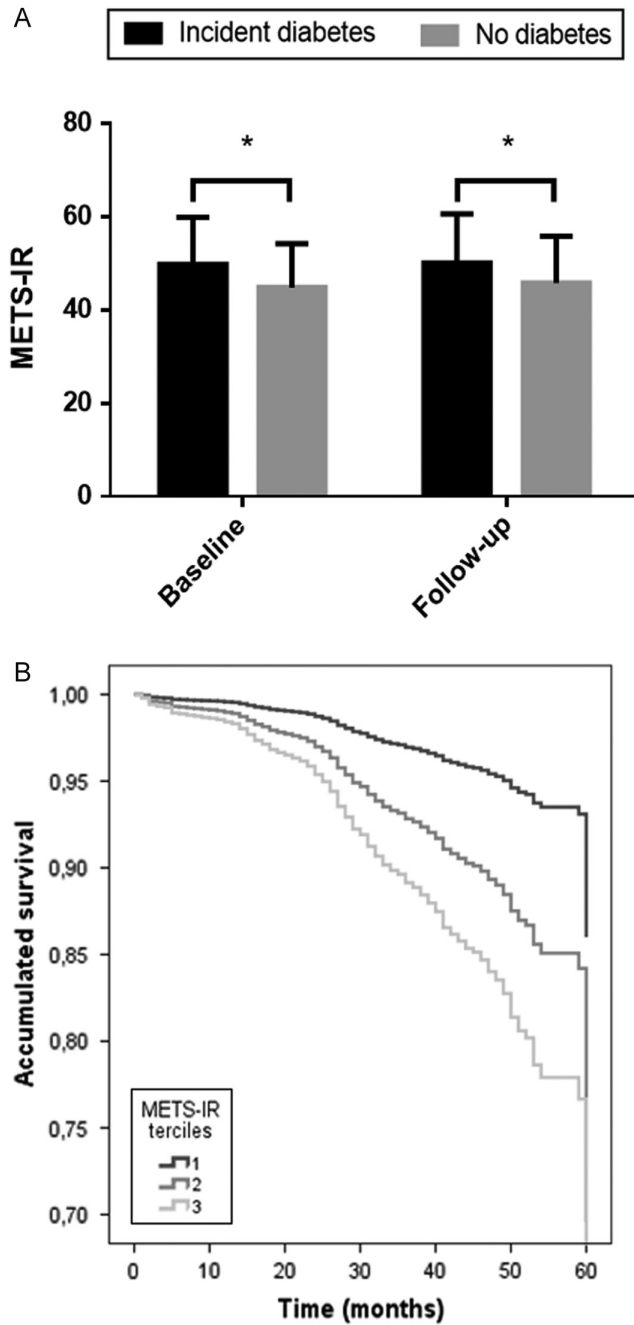 A
Incident diabetes
No diabetes
METS-IR
80
60
40
20
0
*
*
Baseline
Follow-up
B
Accumulated survival
1,00
0,95
0,90
0,85
0,80
0,75
0,70
METS-IR
terciles
1
2
3
0
10
20
30
40
50
60
Time (months)